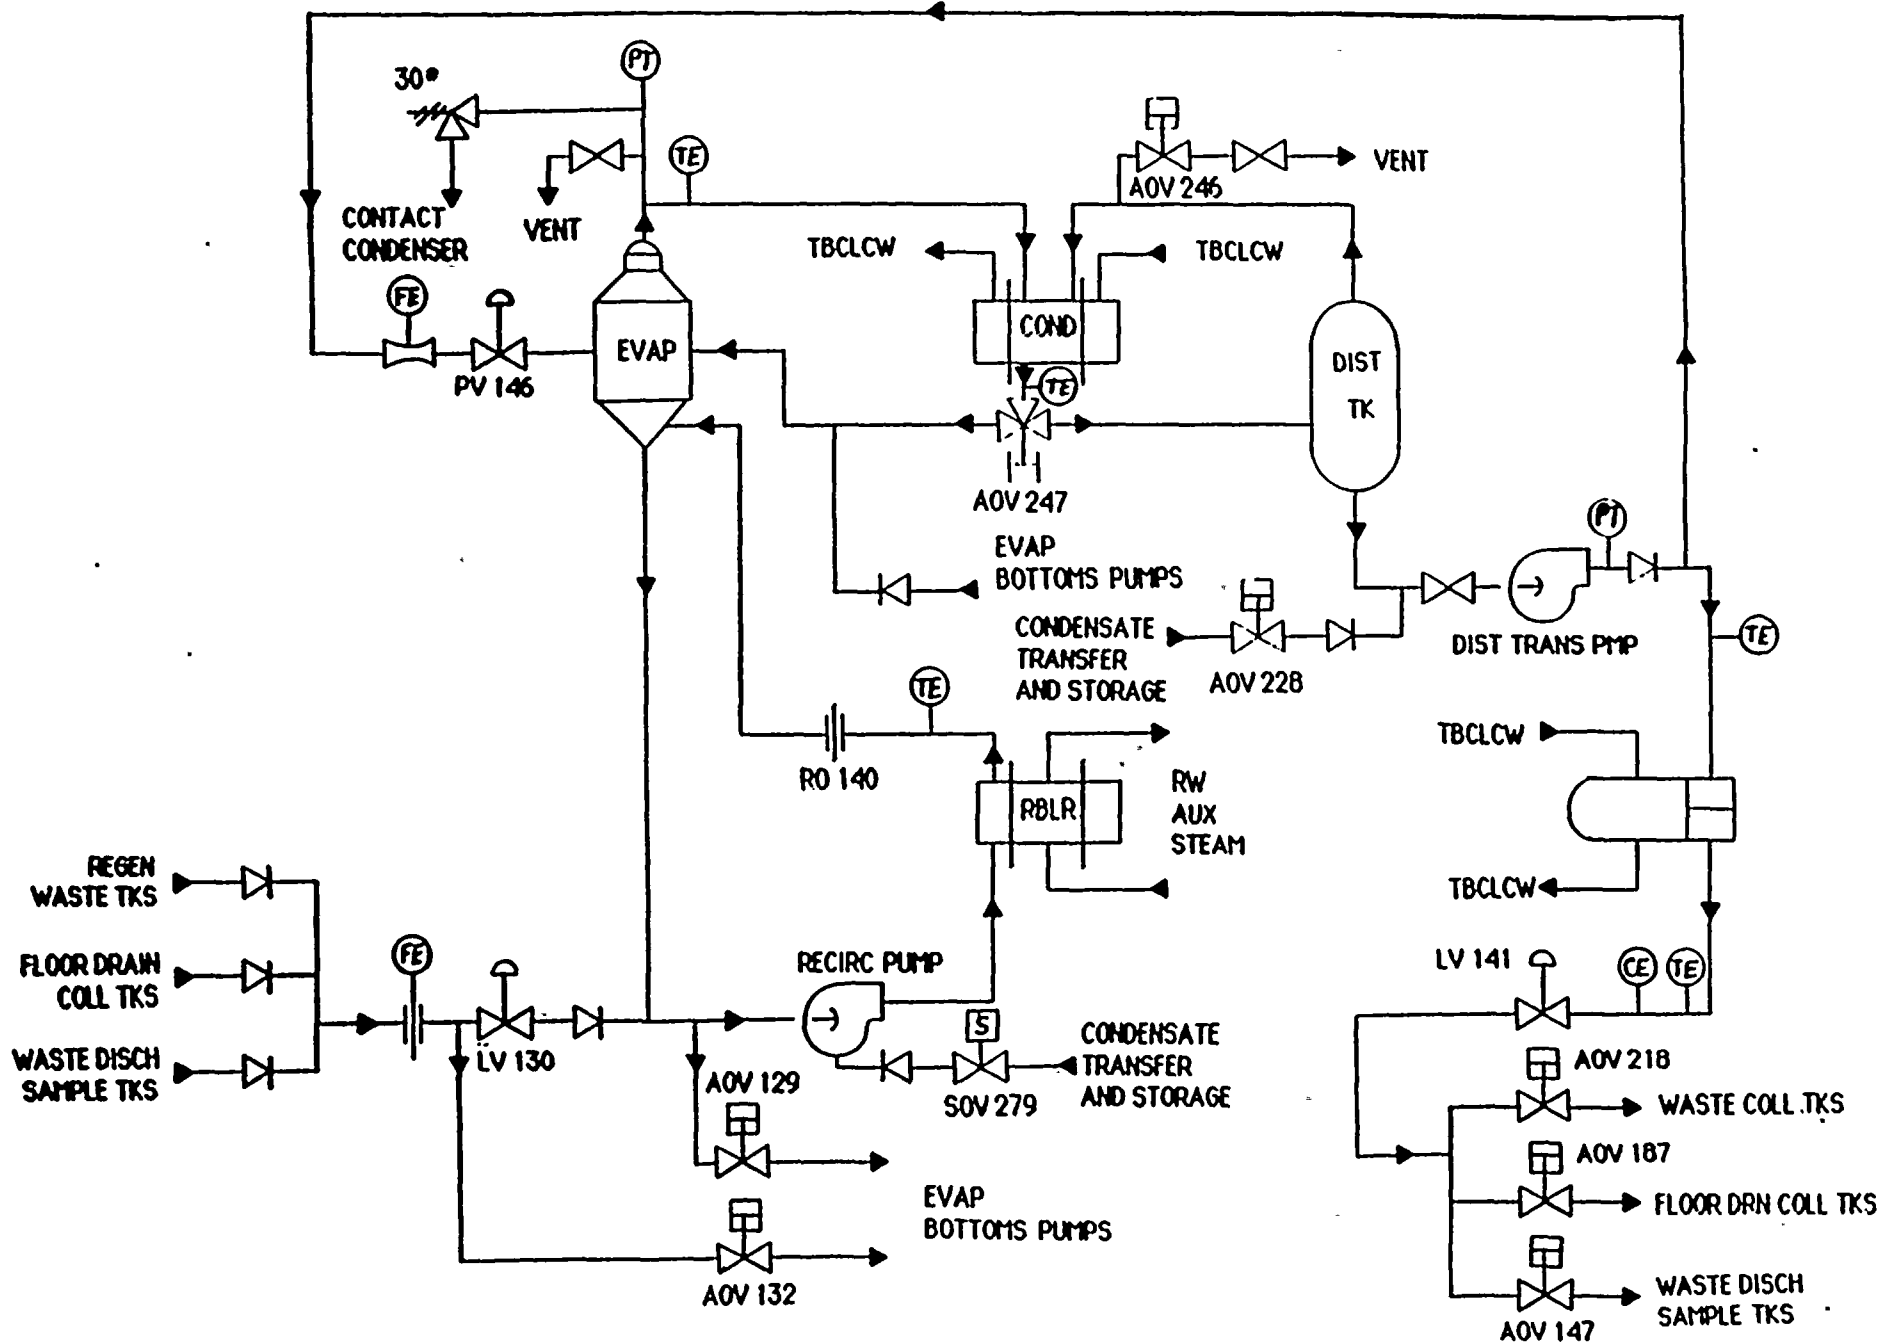 PT
30#
TE
CONTACT
CONDENSER
VENT
AOV 246
VENT
TBCLCW
TBCLCW
FE
PV 146
EVAP
COND
TE
DIST
TK
AOV 247
EVAP
BOTTOMS PUMPS
PT
CONDENSATE
TRANSFER
AND STORAGE
AOV 228
DIST TRANS PMP
TE
TE
RO 140
RBLR
RW
AUX
STEAM
TBCLCW
TBCLCW
REGEN
WASTE TKS
FLOOR DRAIN
COLL TKS
WASTE DISCH
SAMPLE TKS
FE
LV 130
RECIRC PUMP
S
SOV 279
CONDENSATE
TRANSFER
AND STORAGE
AOV 129
EVAP
BOTTOMS PUMPS
AOV 132
LV 141
CE
TE
AOV 218
WASTE COLL TKS
AOV 187
FLOOR DRN COLL TKS
WASTE DISCH
SAMPLE TKS
AOV 147